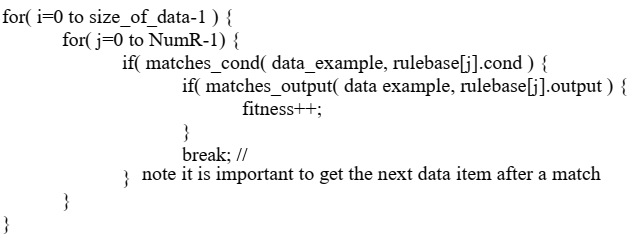 for( i=0 to size_of_data-1 ) {
for( j=0 to NumR-1) {
if( matches_cond( data_example, rulebase[j].cond ) {
if( matches_output( data example, rulebase[j].output ) {
fitness++;
}
break; //
} note it is important to get the next data item after a match
}
}